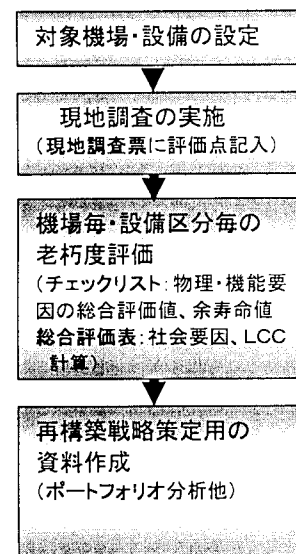 対象機場・設備の設定
現地調査の実施
（現地調査票に評価点記入）
機場毎・設備区分毎の
老朽度評価
（チェックリスト：物理・機能要
因の総合評価値、余寿命値
総合評価表：社会要因、LCC
計算）
再構築戦略策定用の
資料作成
（ポートフォリオ分析他）